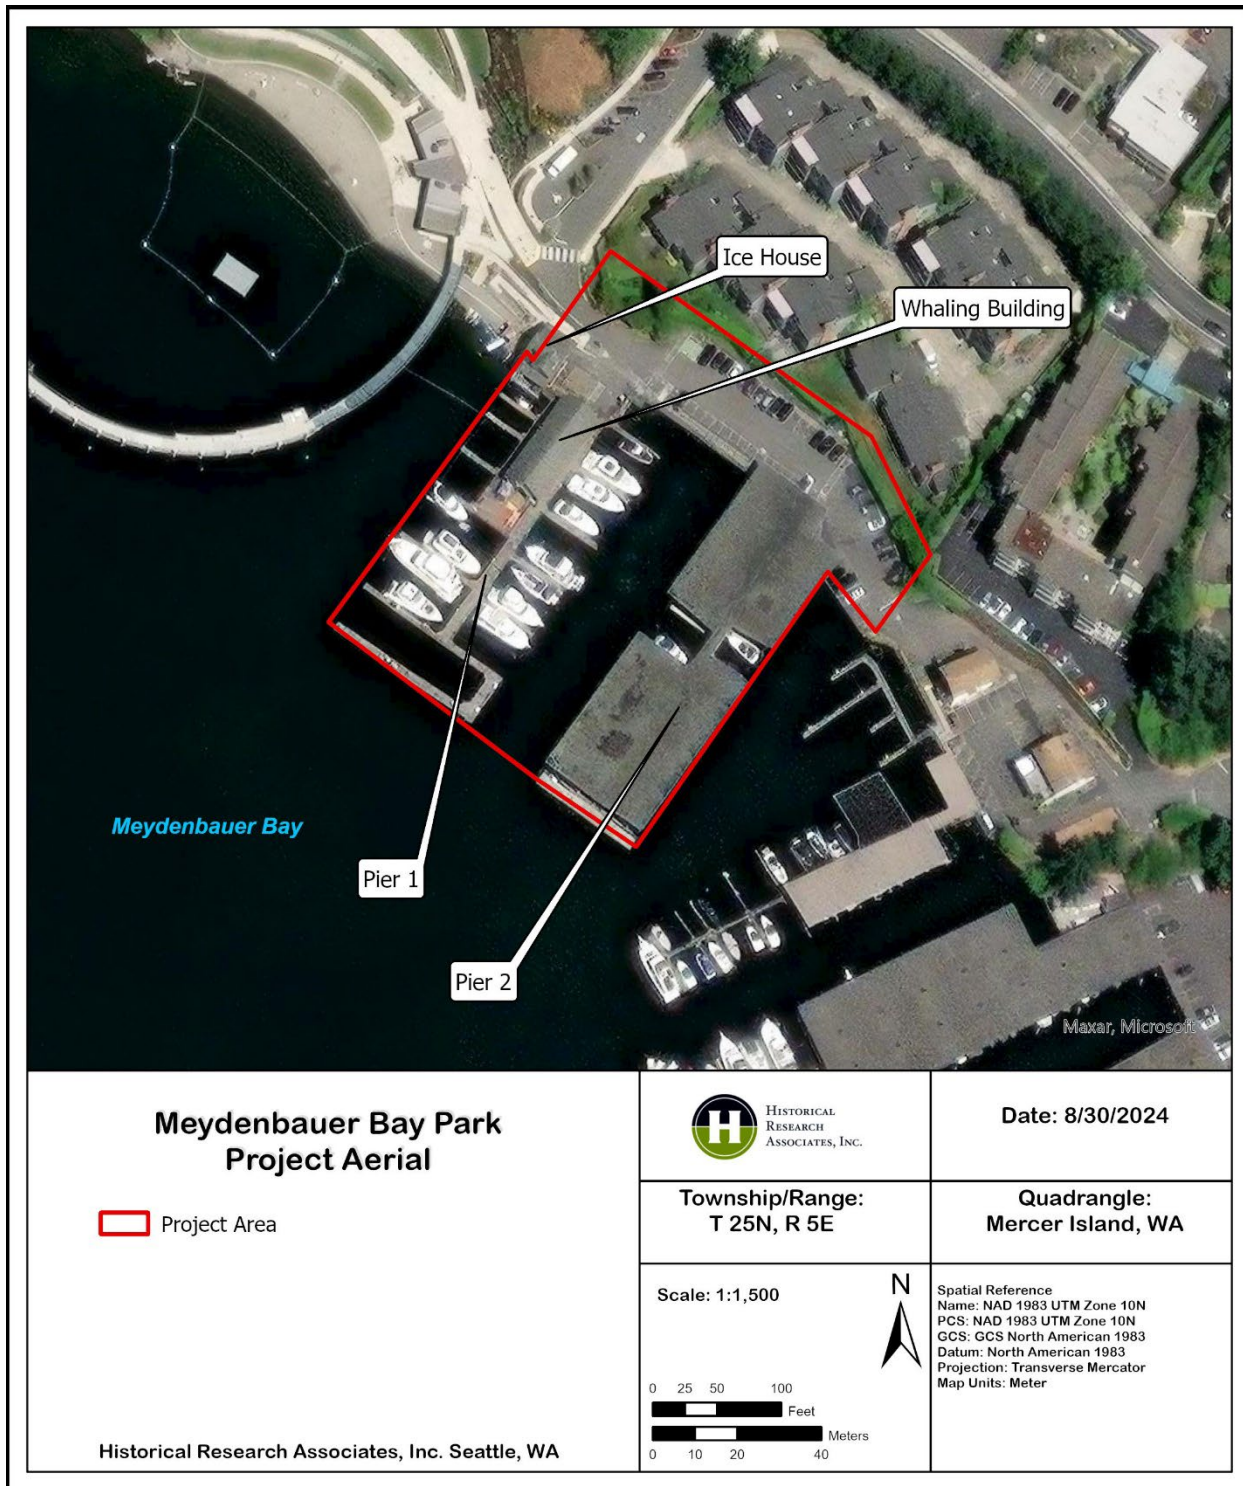 Ice House
Whaling Building
Meydenbauer Bay
Pier 1
Pier 2
Maxar, Microsoft
Meydenbauer Bay Park
Project Aerial
Project Area
Historical Research Associates, Inc. Seattle, WA
H
HISTORICAL
RESEARCH
ASSOCIATES, INC.
Date: 8/30/2024
Township/Range:
T 25N, R 5E
Quadrangle:
Mercer Island, WA
Scale: 1:1,500
N
0 25 50 100
Feet
Meters
0 10 20 40
Spatial Reference
Name: NAD 1983 UTM Zone 10N
PCS: NAD 1983 UTM Zone 10N
GCS: GCS North American 1983
Datum: North American 1983
Projection: Transverse Mercator
Map Units: Meter